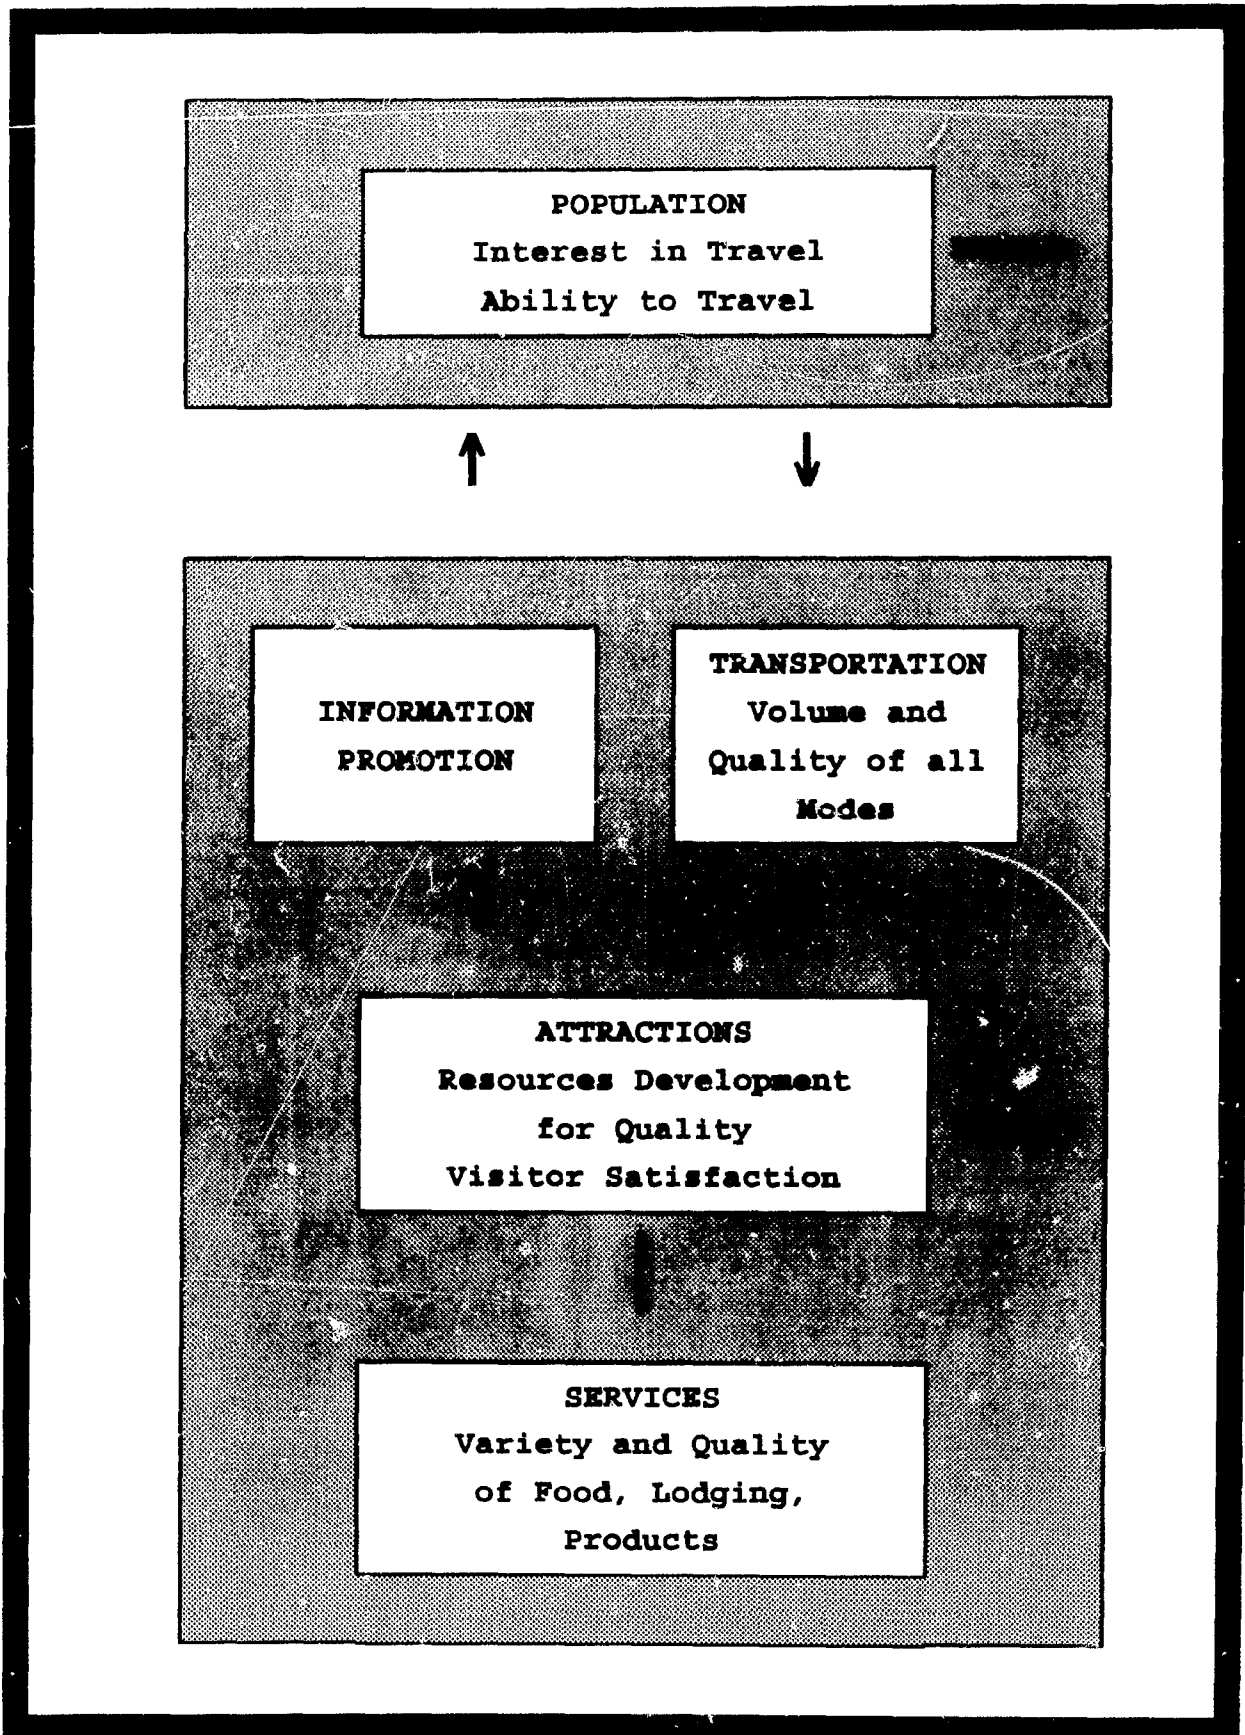 POPULATION
Interest in Travel
Ability to Travel
INFORMATION
PROMOTION
TRANSPORTATION
Volume and
Quality of all
Modes
ATTRACTIONS
Resources Development
for Quality
Visitor Satisfaction
SERVICES
Variety and Quality
of Food, Lodging,
Products